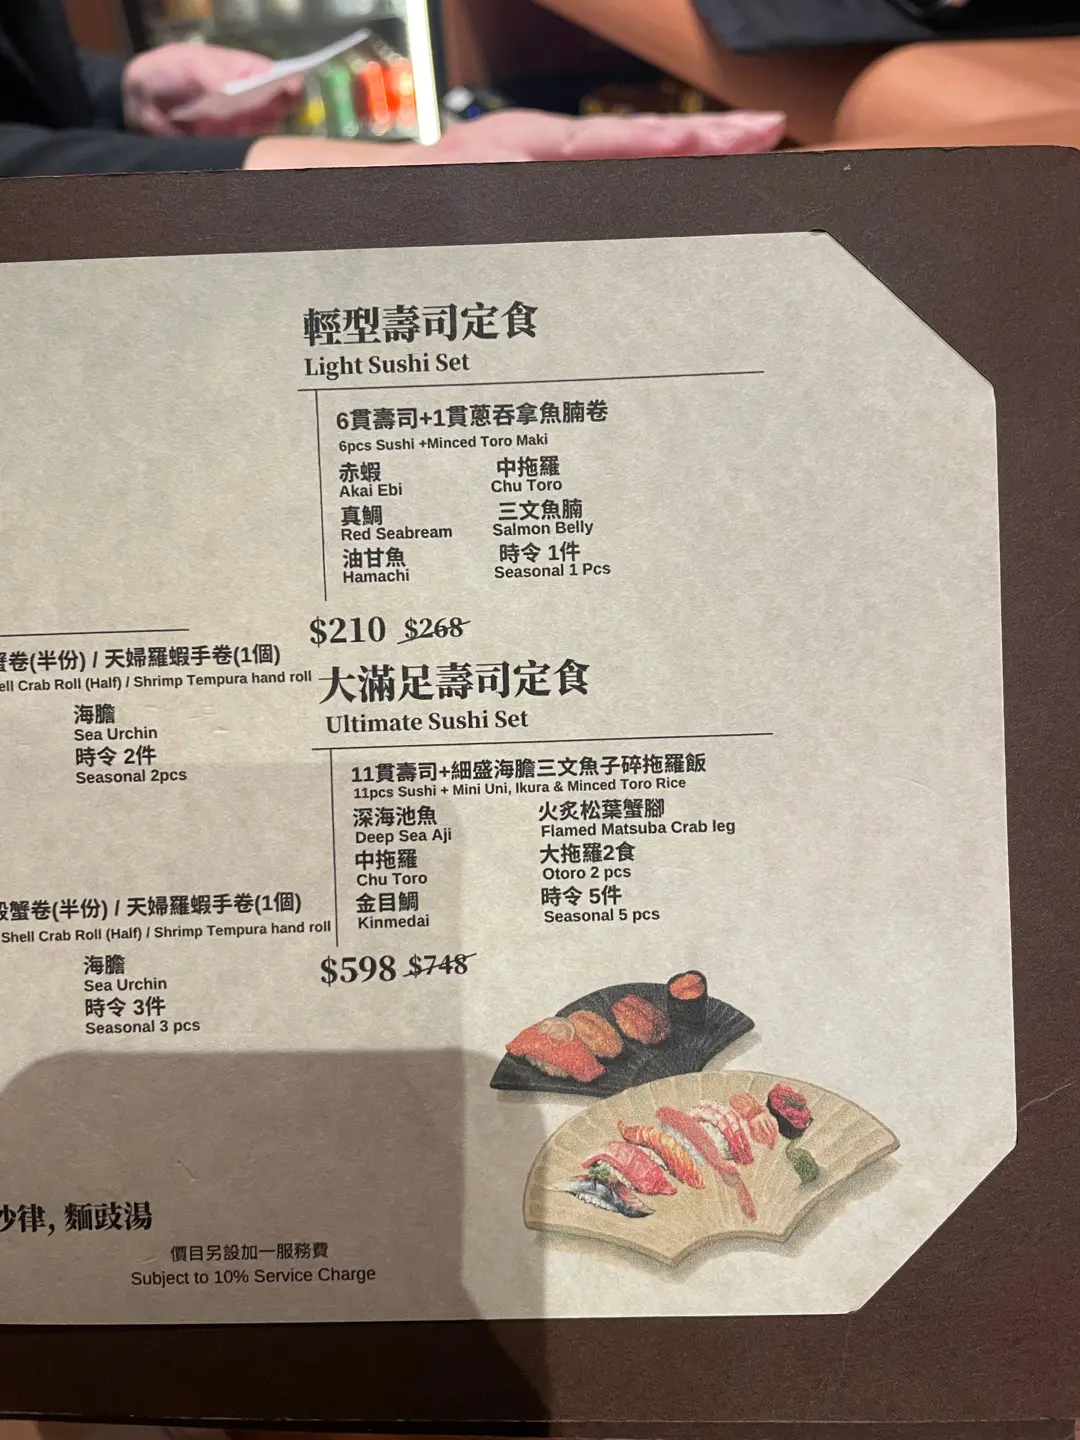 輕型壽司定食
Light Sushi Set
6貫壽司+1貫蔥吞拿魚腩卷
6pcs Sushi +Minced Toro Maki
赤蝦 中拖羅
Akai Ebi Chu Toro
真鯛 三文魚腩
Red Seabream Salmon Belly
油甘魚 時令 1件
Hamachi Seasonal 1 Pcs
$210 $268
蟹卷(半份) / 天婦羅蝦手卷(1個)
Crab Roll (Half) / Shrimp Tempura hand roll
海膽
Sea Urchin
時令 2件
Seasonal 2pcs
大滿足壽司定食
Ultimate Sushi Set
11貫壽司+細盛海膽三文魚子碎拖羅飯
11pcs Sushi + Mini Uni, Ikura & Minced Toro Rice
深海池魚 火炙松葉蟹腳
Deep Sea Aji Flamed Matsuba Crab leg
中拖羅 大拖羅2食
Chu Toro Otoro 2 pcs
金目鯛 時令 5件
Kinmedai Seasonal 5 pcs
$598 $748
蟹卷(半份) / 天婦羅蝦手卷(1個)
Shell Crab Roll (Half) / Shrimp Tempura hand roll
海膽
Sea Urchin
時令 3件
Seasonal 3 pcs
律, 麵豉湯
價目另設加一服務費
Subject to 10% Service Charge